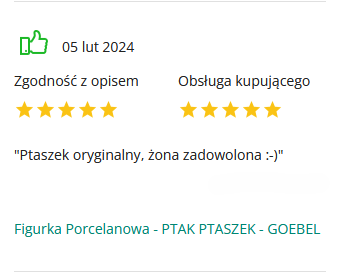 05 lut 2024
Zgodność z opisem Obsługa kupującego
"Ptaszek oryginalny, żona zadowolona :-)"
Figurka Porcelanowa - PTAK PTASZEK - GOEBEL